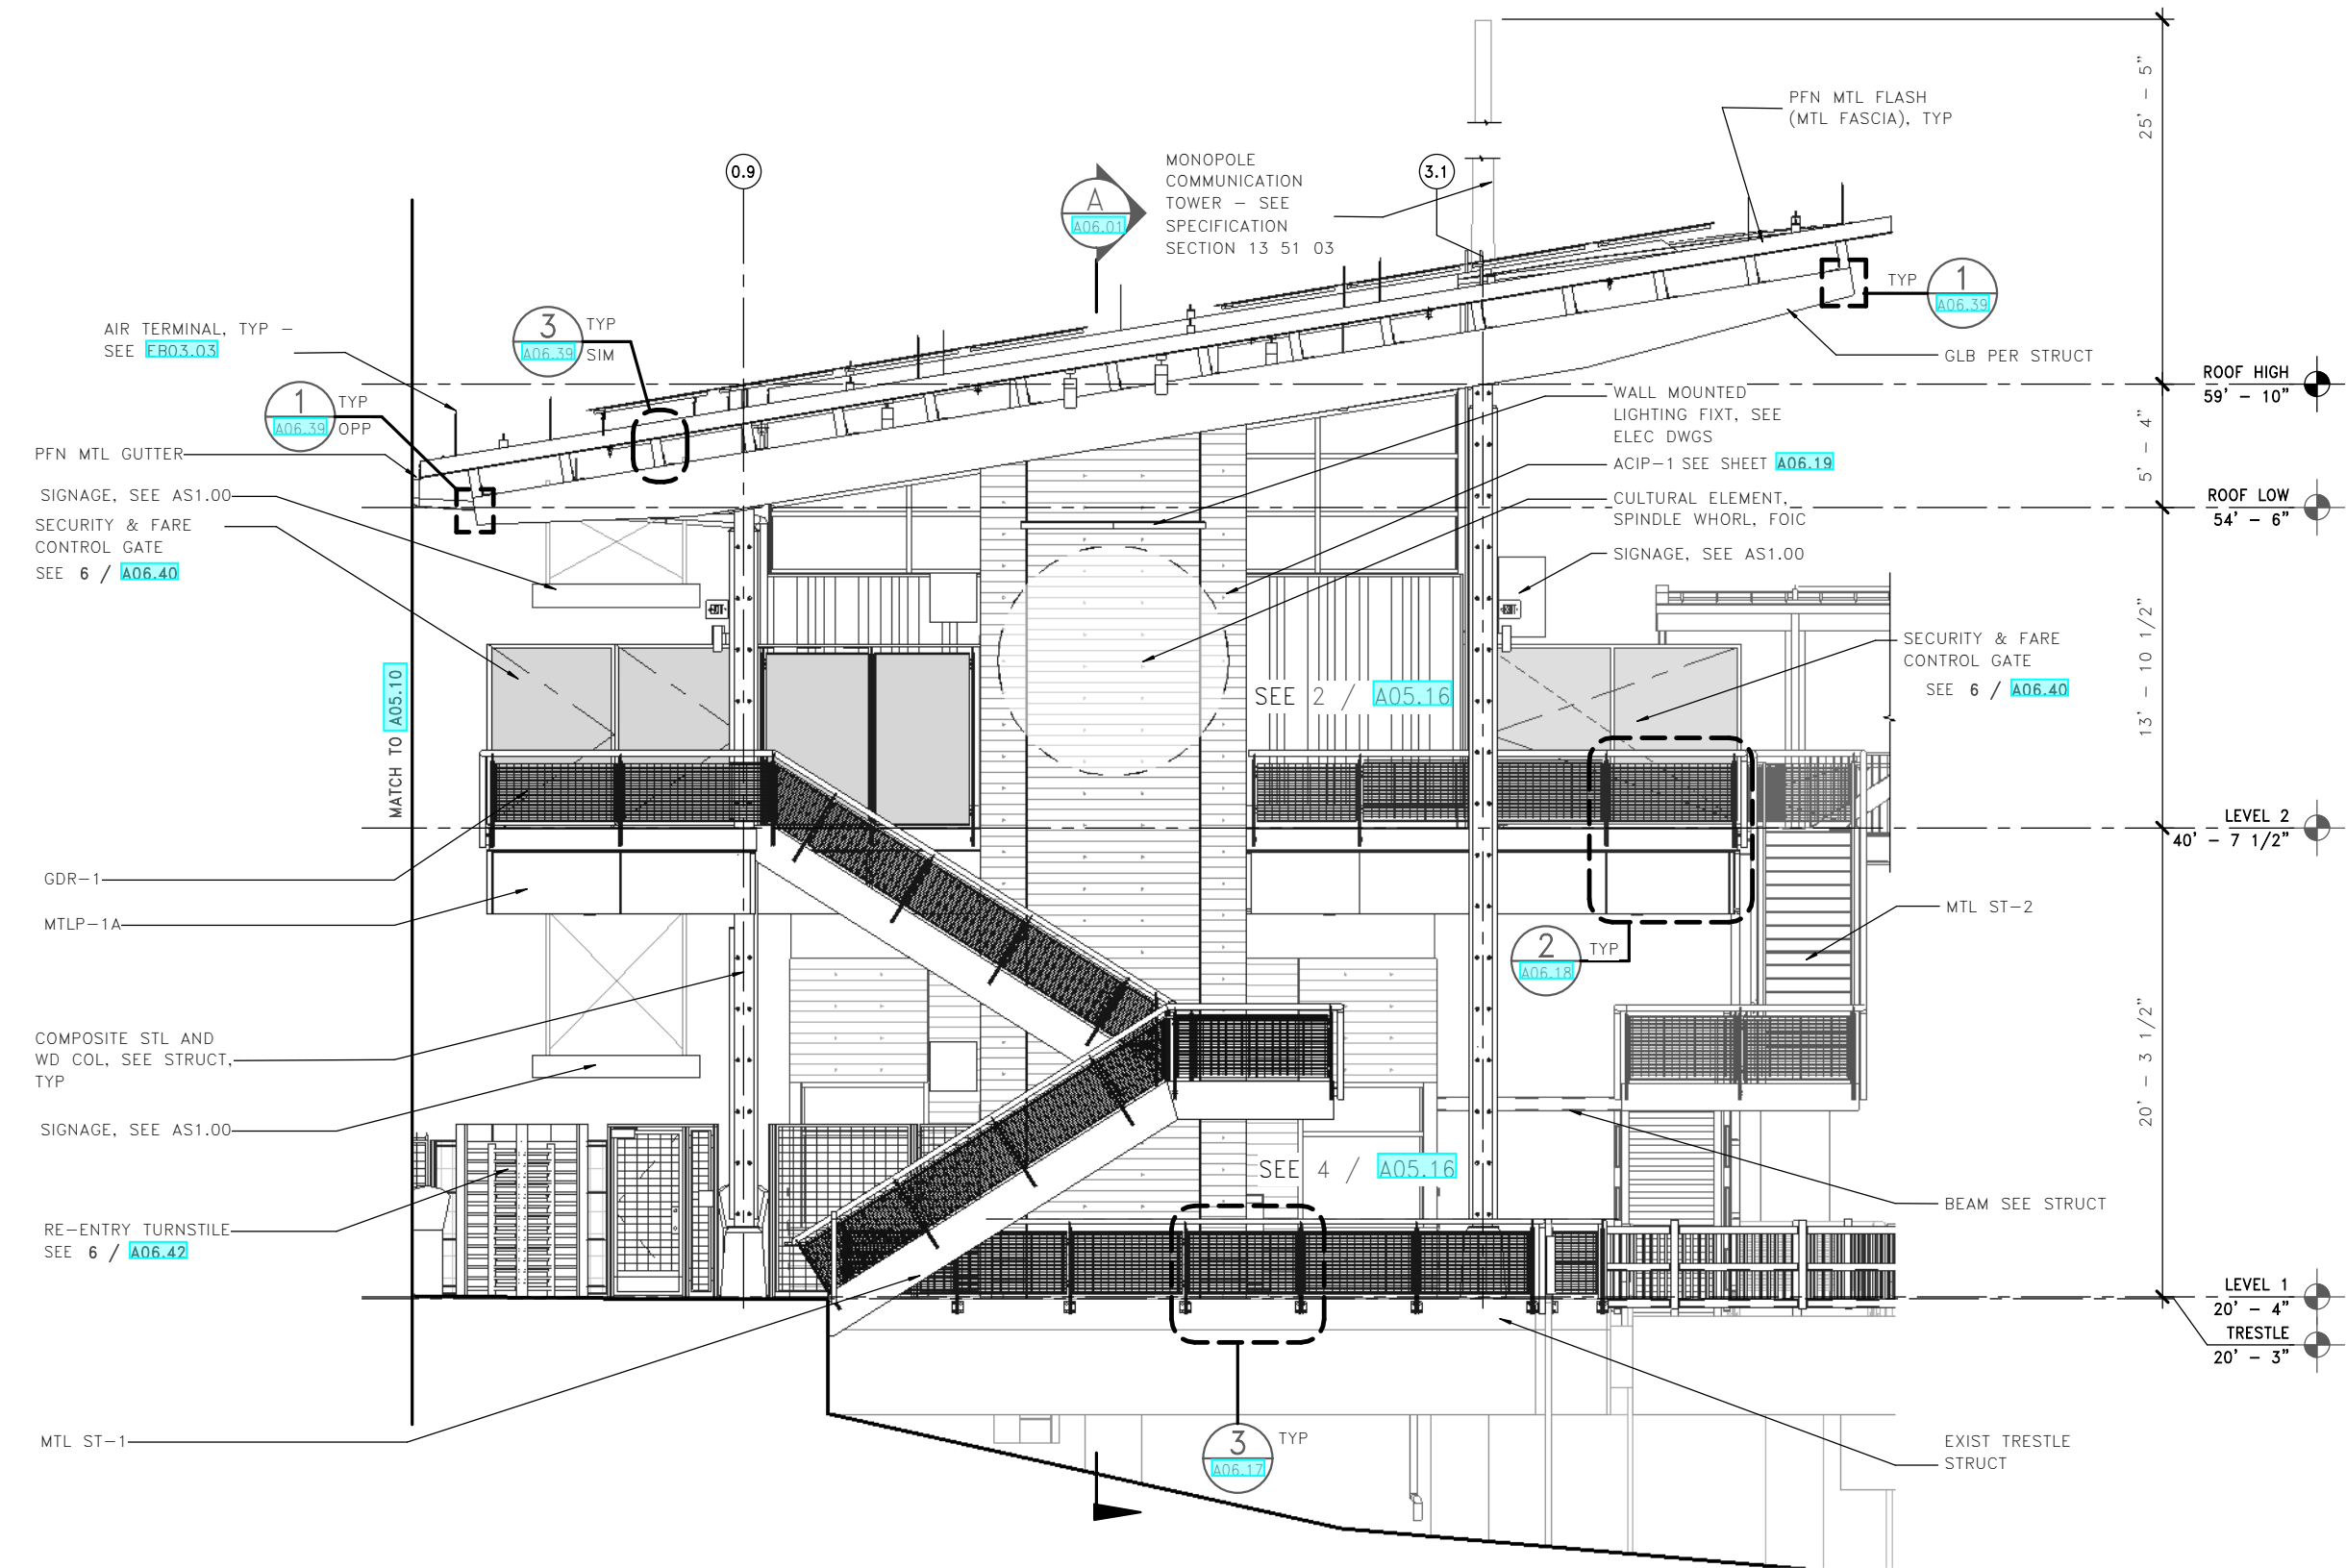 25' - 5"
PFN MTL FLASH
(MTL FASCIA), TYP
MONOPOLE
COMMUNICATION
TOWER – SEE
SPECIFICATION
SECTION 13 51 03
0.9
A
A06.01
3.1
TYP
1
A06.39
AIR TERMINAL, TYP –
SEE EB03.03
3
A06.39
TYP
SIM
GLB PER STRUCT
ROOF HIGH
59' - 10"
1
A06.39
TYP
OPP
WALL MOUNTED
LIGHTING FIXT, SEE
ELEC DWGS
5' - 4"
PFN MTL GUTTER
ACIP-1 SEE SHEET A06.19
SIGNAGE, SEE AS1.00
CULTURAL ELEMENT,
SPINDLE WHORL, FOIC
ROOF LOW
54' - 6"
SECURITY & FARE
CONTROL GATE
SEE 6 / A06.40
SIGNAGE, SEE AS1.00
EXIT
EXIT
13' - 10 1/2"
SECURITY & FARE
CONTROL GATE
SEE 6 / A06.40
MATCH TO A05.10
SEE 2 / A05.16
LEVEL 2
40' - 7 1/2"
GDR-1
MTLP-1A
MTL ST-2
2
A06.18
TYP
COMPOSITE STL AND
WD COL, SEE STRUCT,
TYP
20' - 3 1/2"
SIGNAGE, SEE AS1.00
SEE 4 / A05.16
BEAM SEE STRUCT
RE-ENTRY TURNSTILE
SEE 6 / A06.42
LEVEL 1
20' - 4"
TRESTLE
20' - 3"
MTL ST-1
3
A06.17
TYP
EXIST TRESTLE
STRUCT